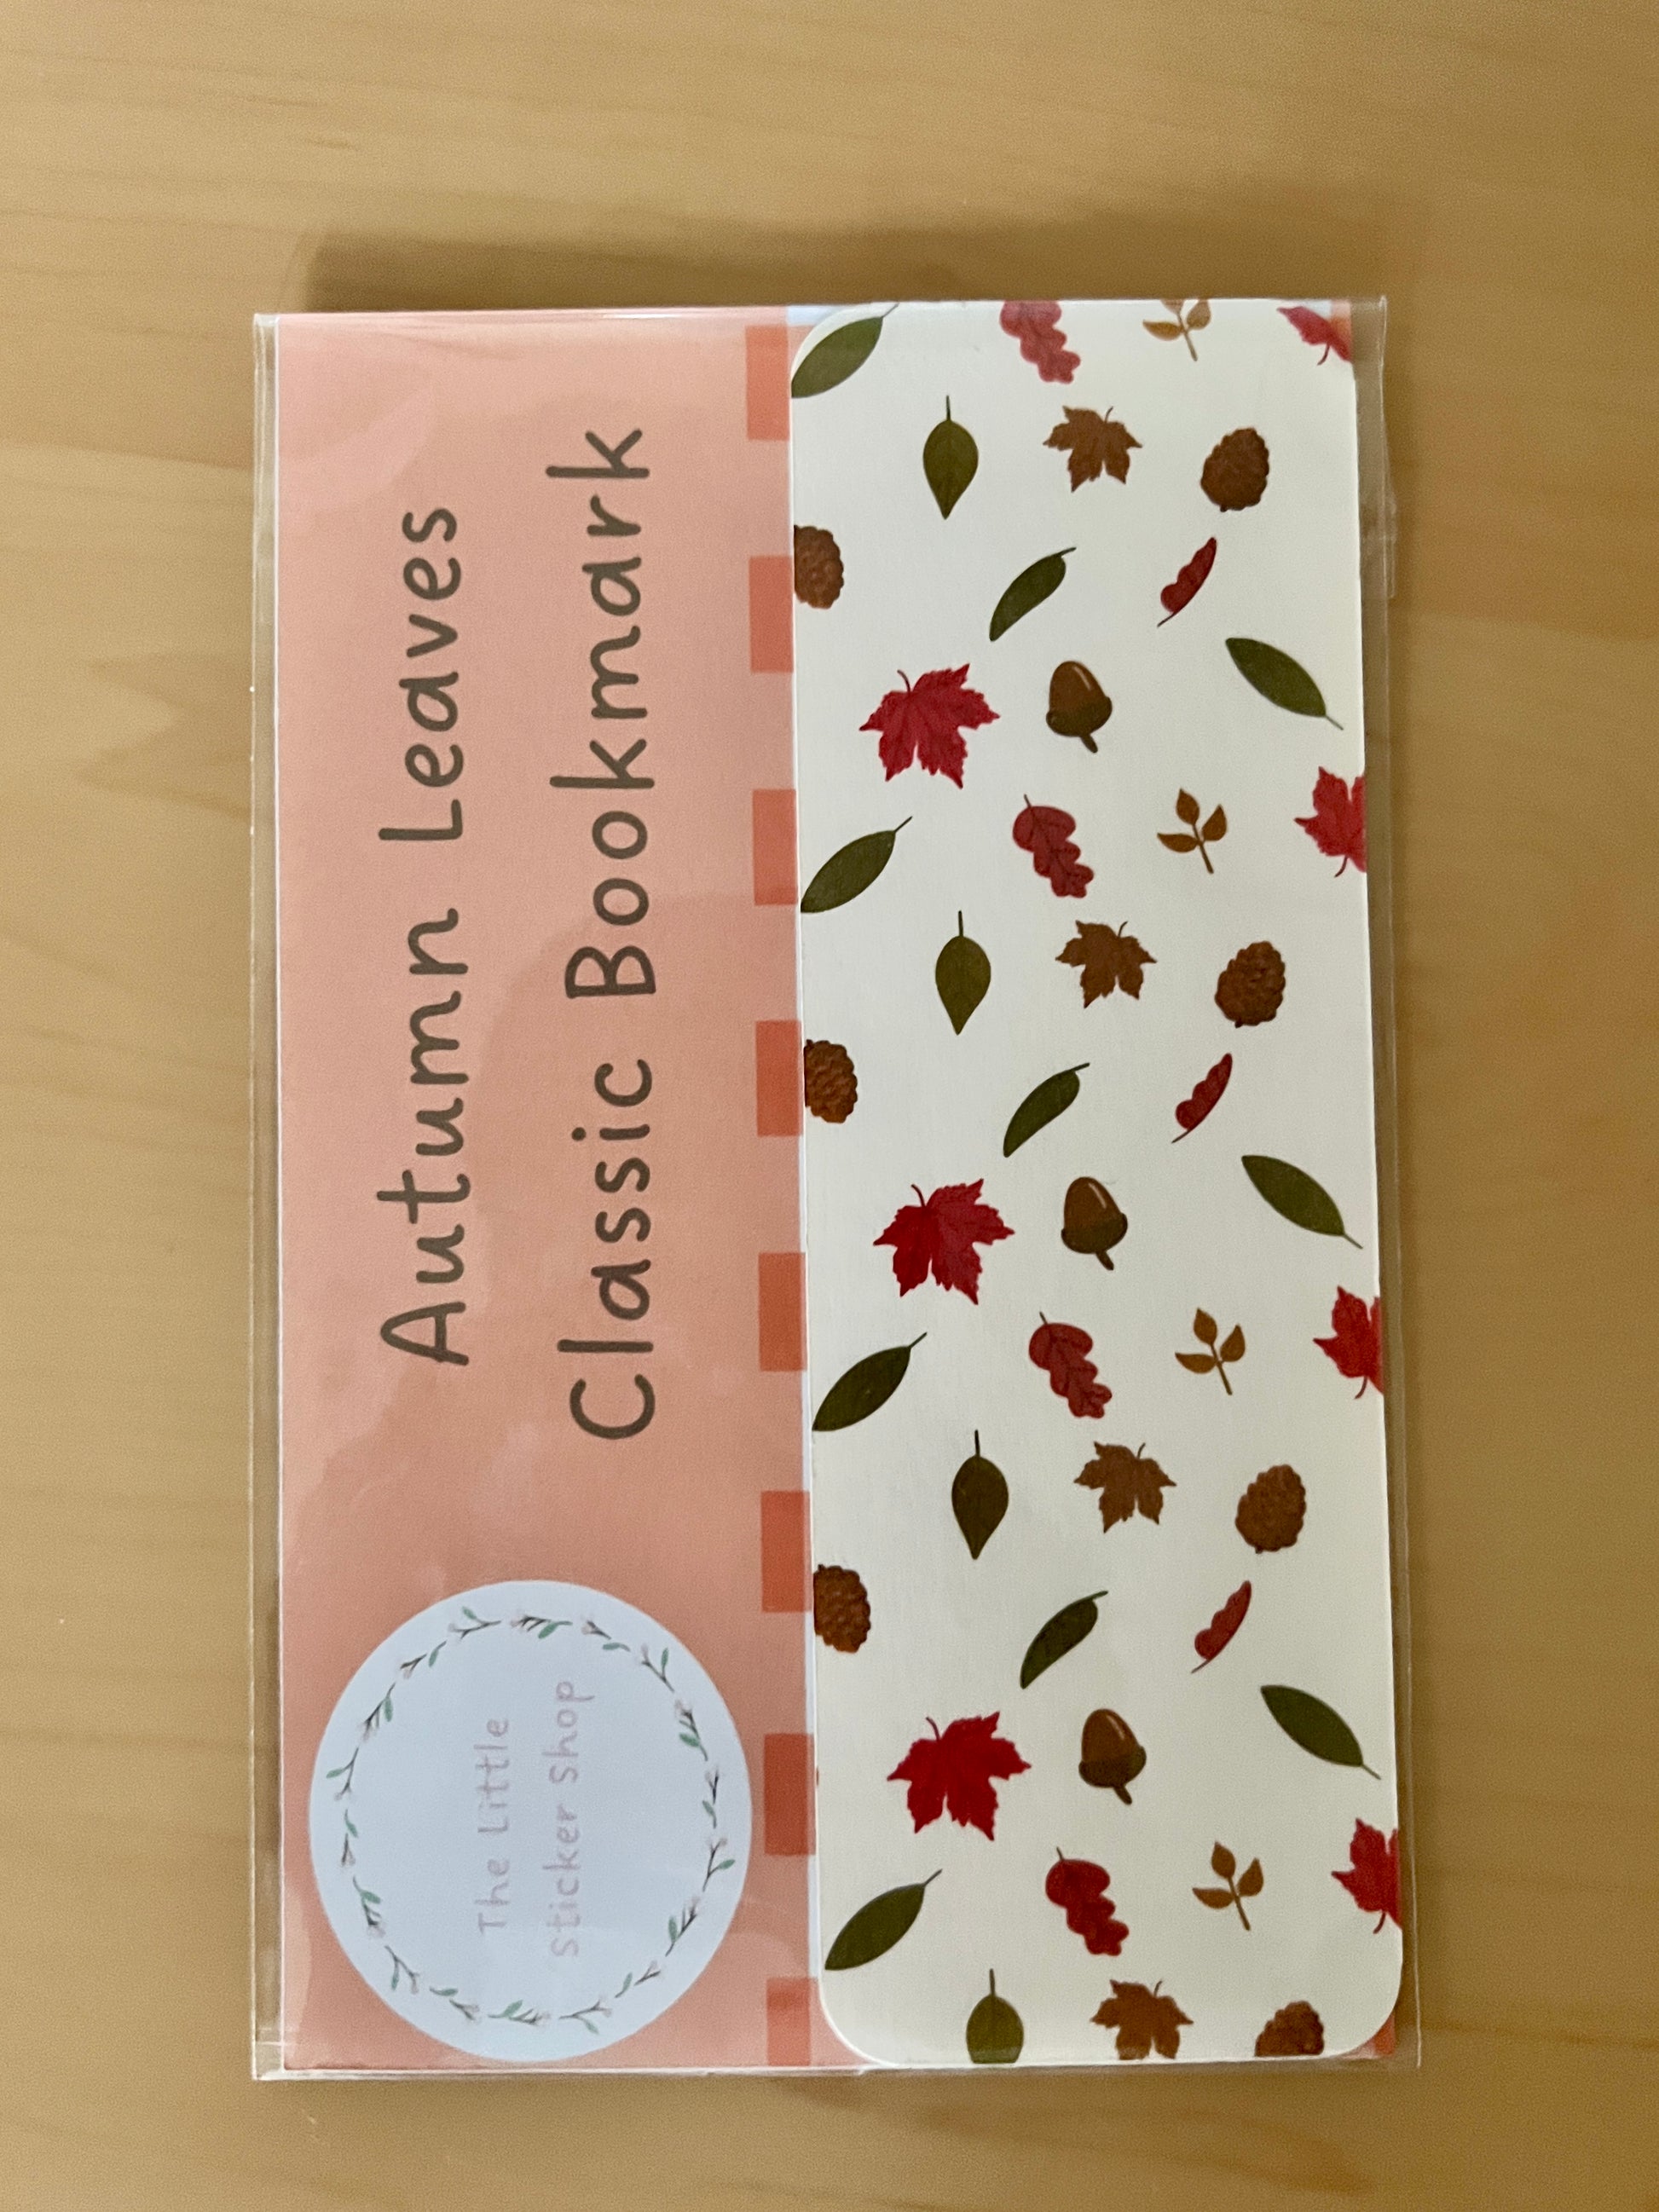 Autumn Leaves
Classic Bookmark
The Little
sticker shop